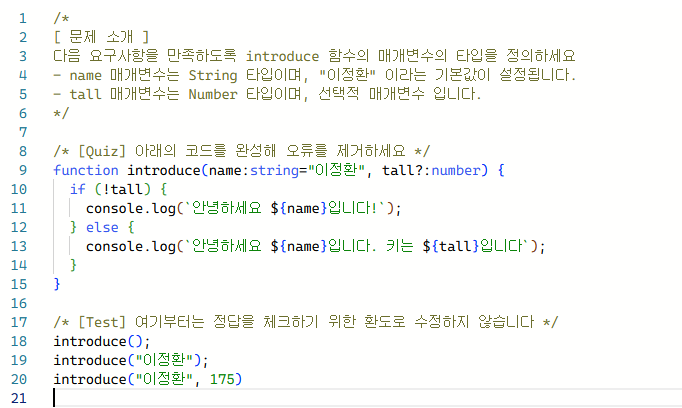 1 /*
2 [ 문제 소개 ]
3 다음 요구사항을 만족하도록 introduce 함수의 매개변수의 타입을 정의하세요
4 - name 매개변수는 String 타입이며, "이정환" 이라는 기본값이 설정됩니다.
5 - tall 매개변수는 Number 타입이며, 선택적 매개변수 입니다.
6 */
7
8 /* [Quiz] 아래의 코드를 완성해 오류를 제거하세요 */
9 function introduce(name:string="이정환", tall?:number) {
10   if (!tall) {
11     console.log(`안녕하세요 ${name}입니다!`);
12   } else {
13     console.log(`안녕하세요 ${name}입니다. 키는 ${tall}입니다`);
14   }
15 }
16
17 /* [Test] 여기부터는 정답을 체크하기 위한 환도로 수정하지 않습니다 */
18 introduce();
19 introduce("이정환");
20 introduce("이정환", 175)
21